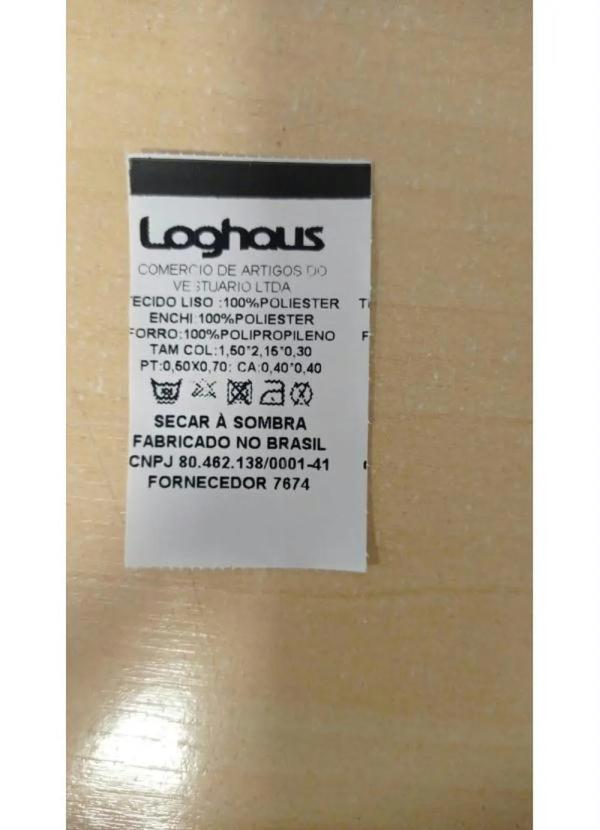 Loghaus
COMERCIO DE ARTIGOS DO
VESTUARIO LTDA
TECIDO LISO :100%POLIESTER
ENCHI 100%POLIESTER
FORRO:100%POLIPROPILENO
TAM COL:1,50*2,15*0,30
PT:0,50X0,70: CA:0,40*0,40
SECAR À SOMBRA
FABRICADO NO BRASIL
CNPJ 80.462.138/0001-41
FORNECEDOR 7674